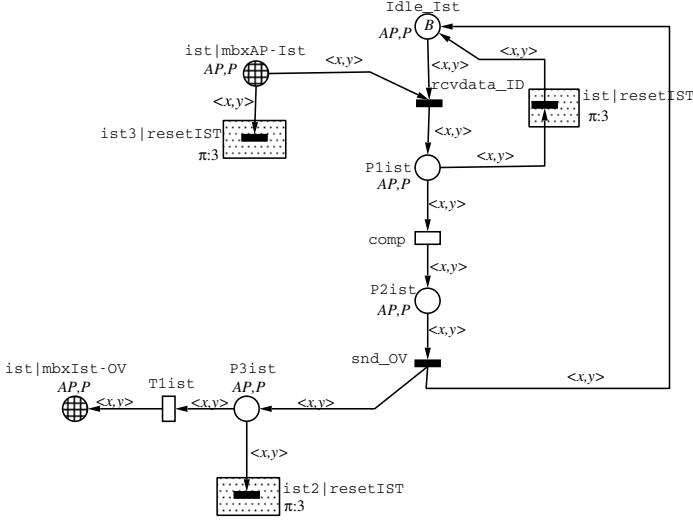 Idle_Ist
AP,P
B
ist|mbxAP-Ist
AP,P
<x,y>
<x,y>
<x,y>
rcvdata_ID
ist|resetIST
π:3
<x,y>
ist3|resetIST
π:3
<x,y>
P1ist
AP,P
<x,y>
<x,y>
comp
<x,y>
P2ist
AP,P
<x,y>
snd_OV
ist|mbxIst-OV
AP,P
T1ist
P3ist
AP,P
<x,y>
<x,y>
<x,y>
<x,y>
<x,y>
ist2|resetIST
π:3